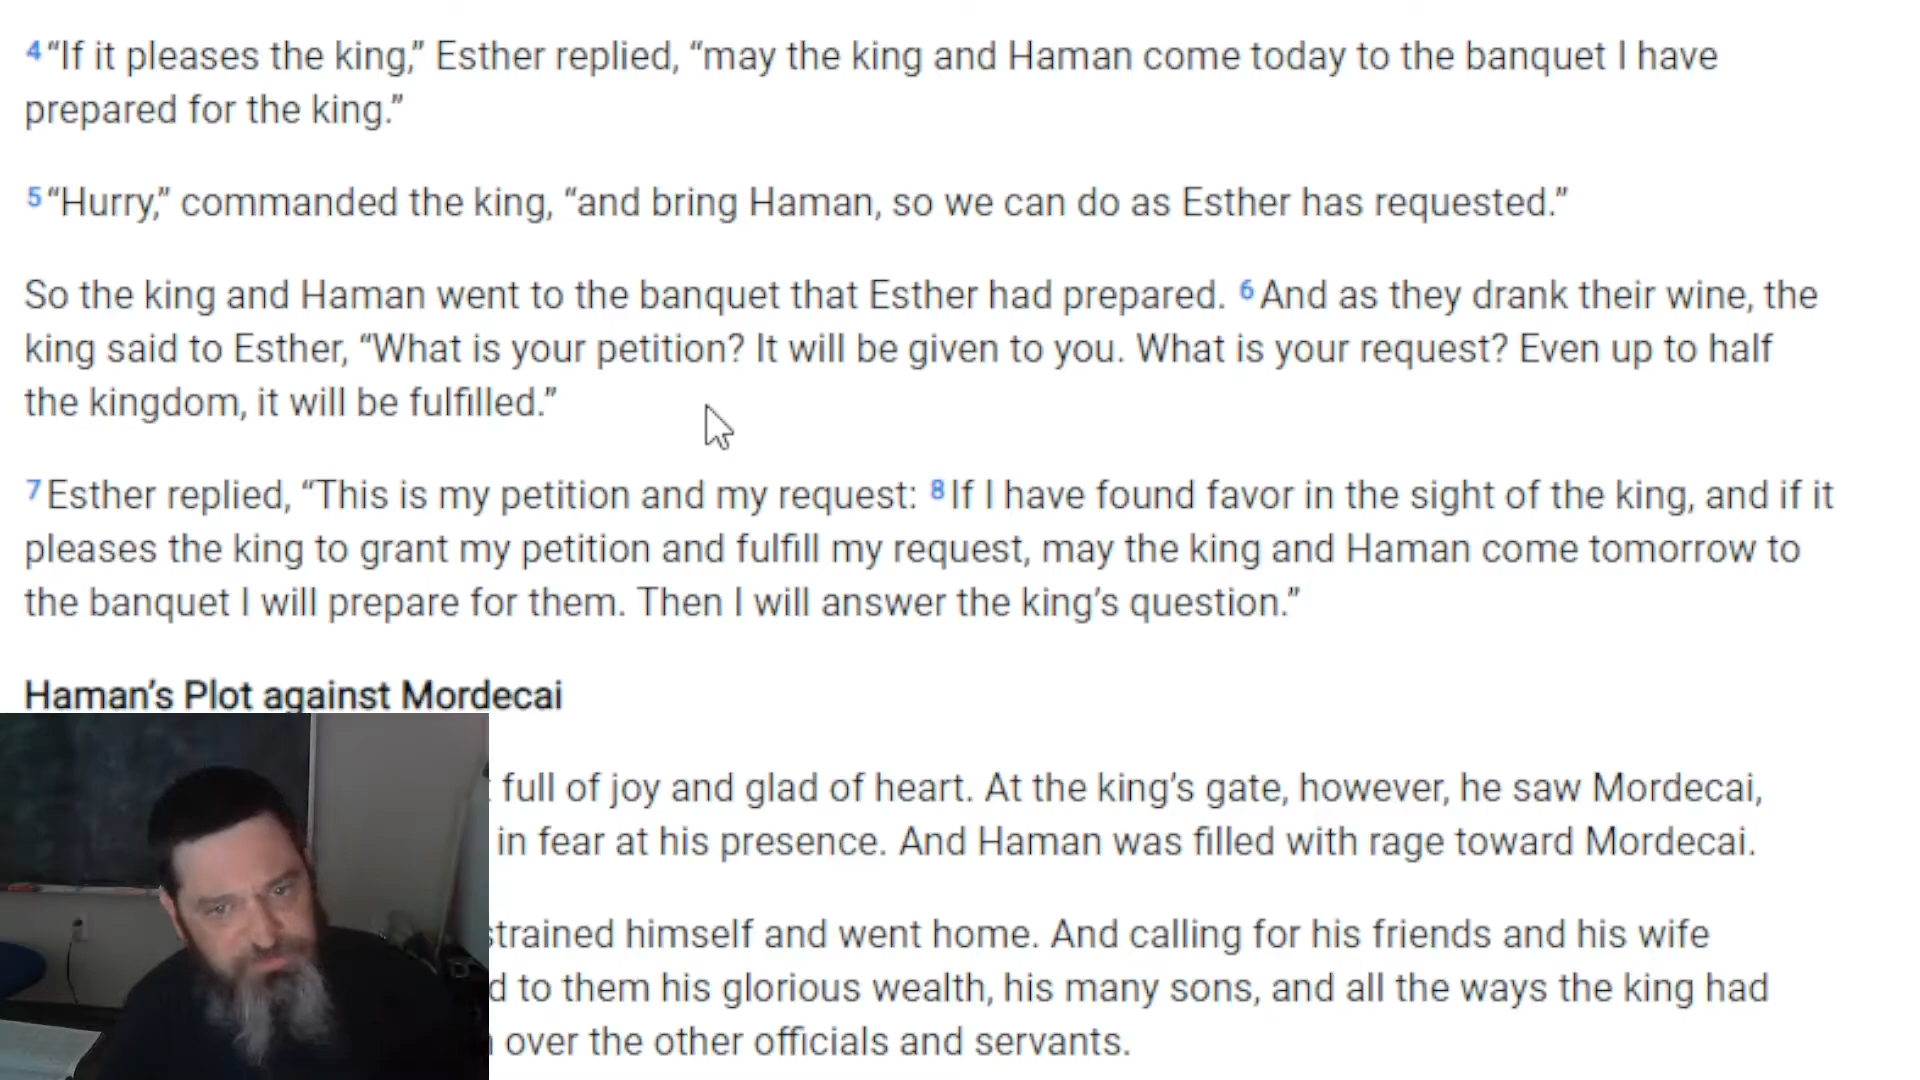 4 “If it pleases the king,” Esther replied, “may the king and Haman come today to the banquet I have
prepared for the king.”
5 “Hurry,” commanded the king, “and bring Haman, so we can do as Esther has requested.”
So the king and Haman went to the banquet that Esther had prepared. 6 And as they drank their wine, the
king said to Esther, “What is your petition? It will be given to you. What is your request? Even up to half
the kingdom, it will be fulfilled.”
7 Esther replied, “This is my petition and my request: 8 If I have found favor in the sight of the king, and if it
pleases the king to grant my petition and fulfill my request, may the king and Haman come tomorrow to
the banquet I will prepare for them. Then I will answer the king’s question.”
Haman’s Plot against Mordecai
full of joy and glad of heart. At the king’s gate, however, he saw Mordecai,
in fear at his presence. And Haman was filled with rage toward Mordecai.
strained himself and went home. And calling for his friends and his wife
d to them his glorious wealth, his many sons, and all the ways the king had
over the other officials and servants.